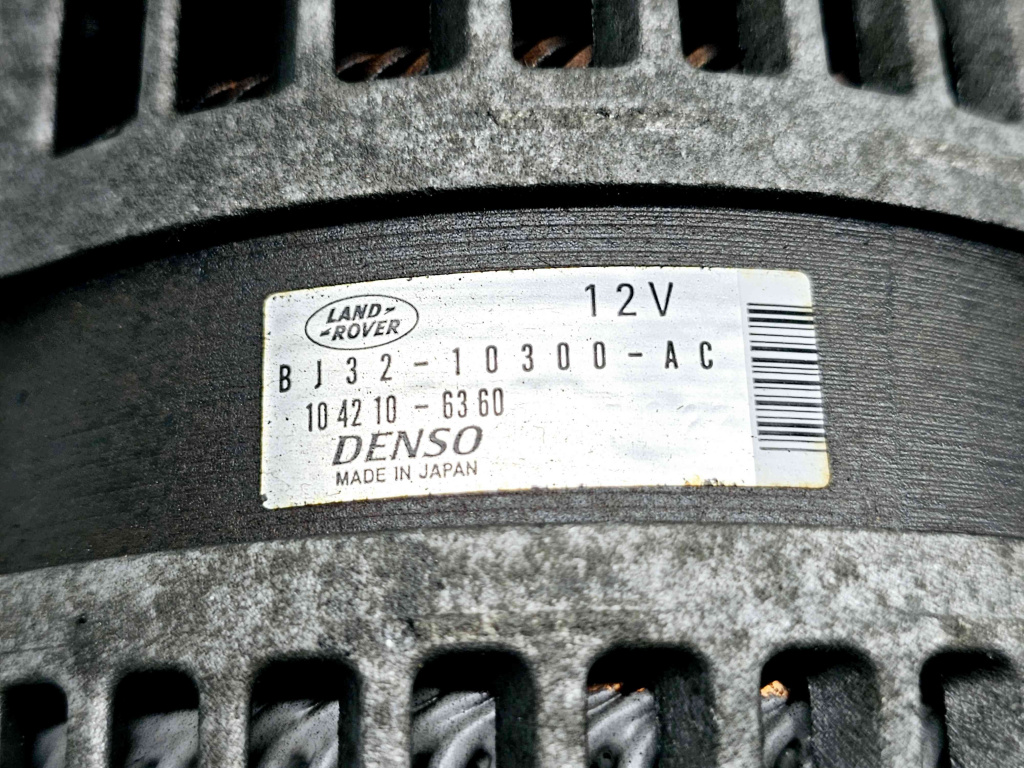 LAND-
-ROVER
12V
BJ32-10300-AC
104210-6360
DENSO
MADE IN JAPAN